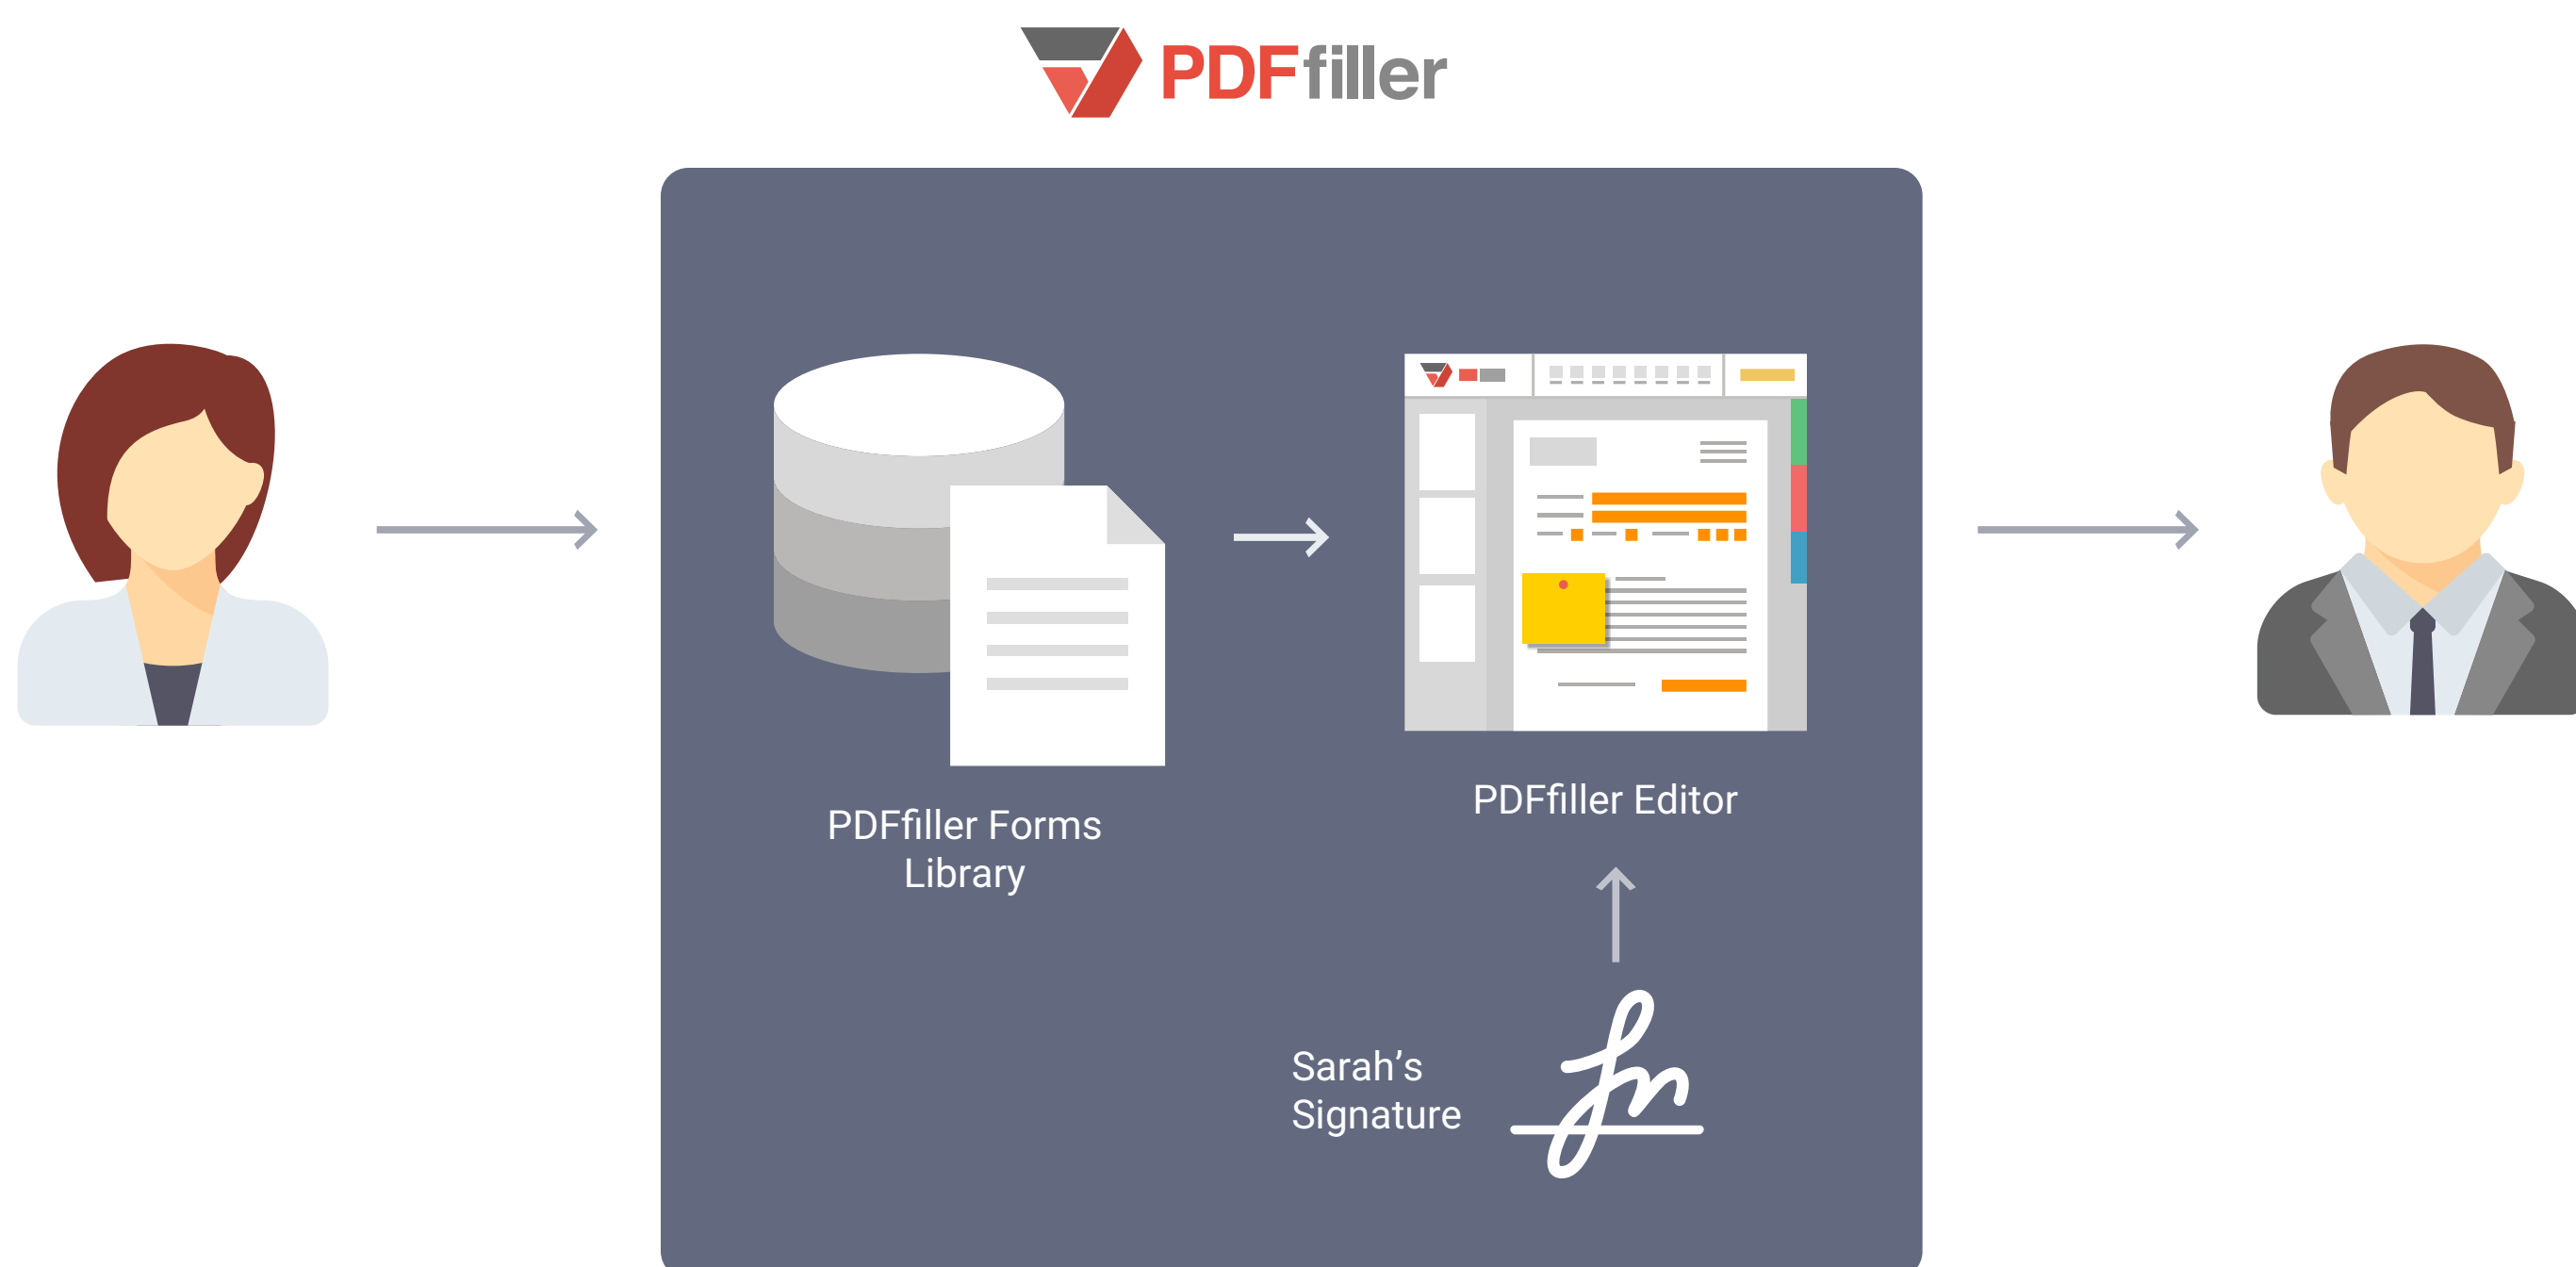 PDFfiller
PDFfiller Forms
Library
PDFfiller Editor
Sarah’s
Signature